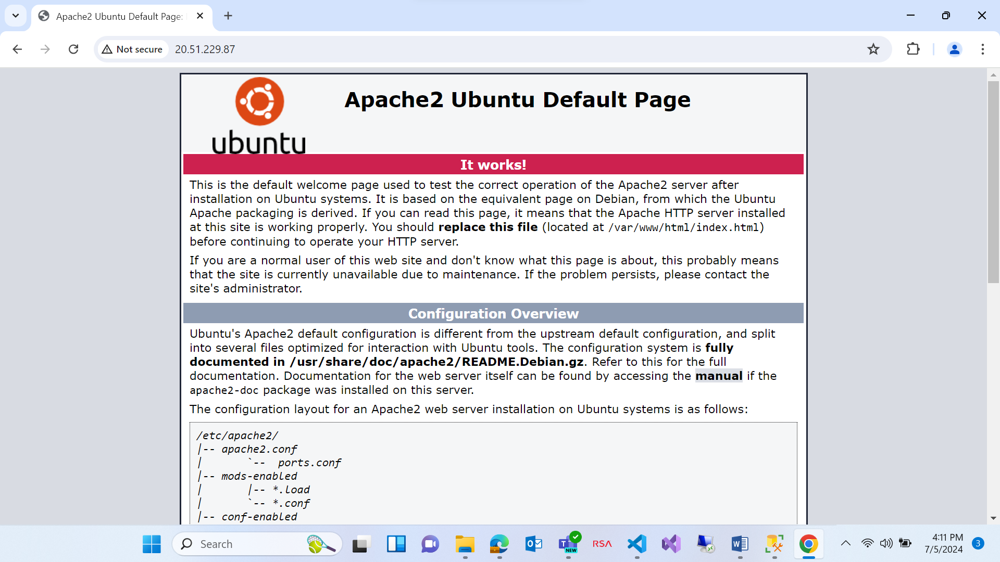 Apache2 Ubuntu Default Page:
Not secure
20.51.229.87
ubuntu
Apache2 Ubuntu Default Page
It works!
This is the default welcome page used to test the correct operation of the Apache2 server after
installation on Ubuntu systems. It is based on the equivalent page on Debian, from which the Ubuntu
Apache packaging is derived. If you can read this page, it means that the Apache HTTP server installed
at this site is working properly. You should replace this file (located at /var/www/html/index.html)
before continuing to operate your HTTP server.
If you are a normal user of this web site and don't know what this page is about, this probably means
that the site is currently unavailable due to maintenance. If the problem persists, please contact the
site's administrator.
Configuration Overview
Ubuntu's Apache2 default configuration is different from the upstream default configuration, and split
into several files optimized for interaction with Ubuntu tools. The configuration system is fully
documented in /usr/share/doc/apache2/README.Debian.gz. Refer to this for the full
documentation. Documentation for the web server itself can be found by accessing the manual if the
apache2-doc package was installed on this server.
The configuration layout for an Apache2 web server installation on Ubuntu systems is as follows:
/etc/apache2/
|-- apache2.conf
|       `--  ports.conf
|-- mods-enabled
|       |-- *.load
|       `-- *.conf
|-- conf-enabled
Search
NEW
RSA
4:11 PM
7/5/2024
3